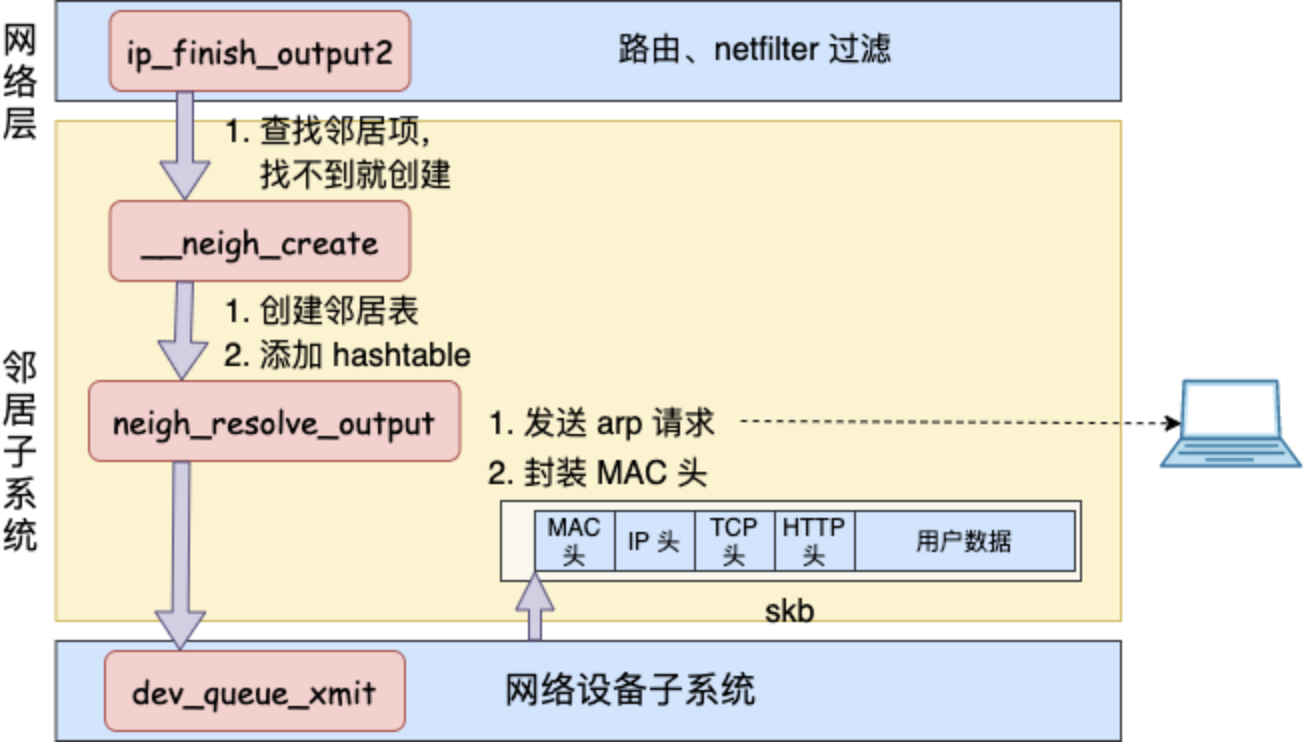 网络层
ip_finish_output2
路由、netfilter 过滤
1. 查找邻居项，
找不到就创建
__neigh_create
1. 创建邻居表
2. 添加 hashtable
邻居子系统
neigh_resolve_output
1. 发送 arp 请求
2. 封装 MAC 头
MAC
头
IP 头
TCP
头
HTTP
头
用户数据
skb
dev_queue_xmit
网络设备子系统